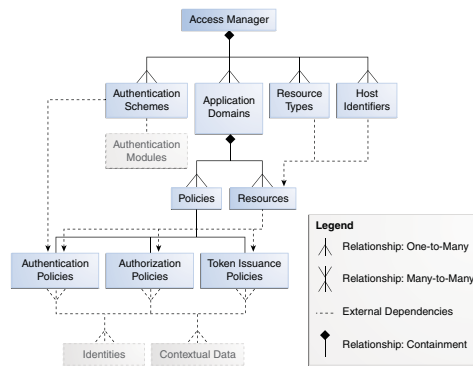 Access Manager
Authentication
Schemes
Application
Domains
Resource
Types
Host
Identifiers
Authentication
Modules
Policies
Resources
Authentication
Policies
Authorization
Policies
Token Issuance
Policies
Identities
Contextual Data
Legend
Relationship: One-to-Many
Relationship: Many-to-Many
External Dependencies
Relationship: Containment